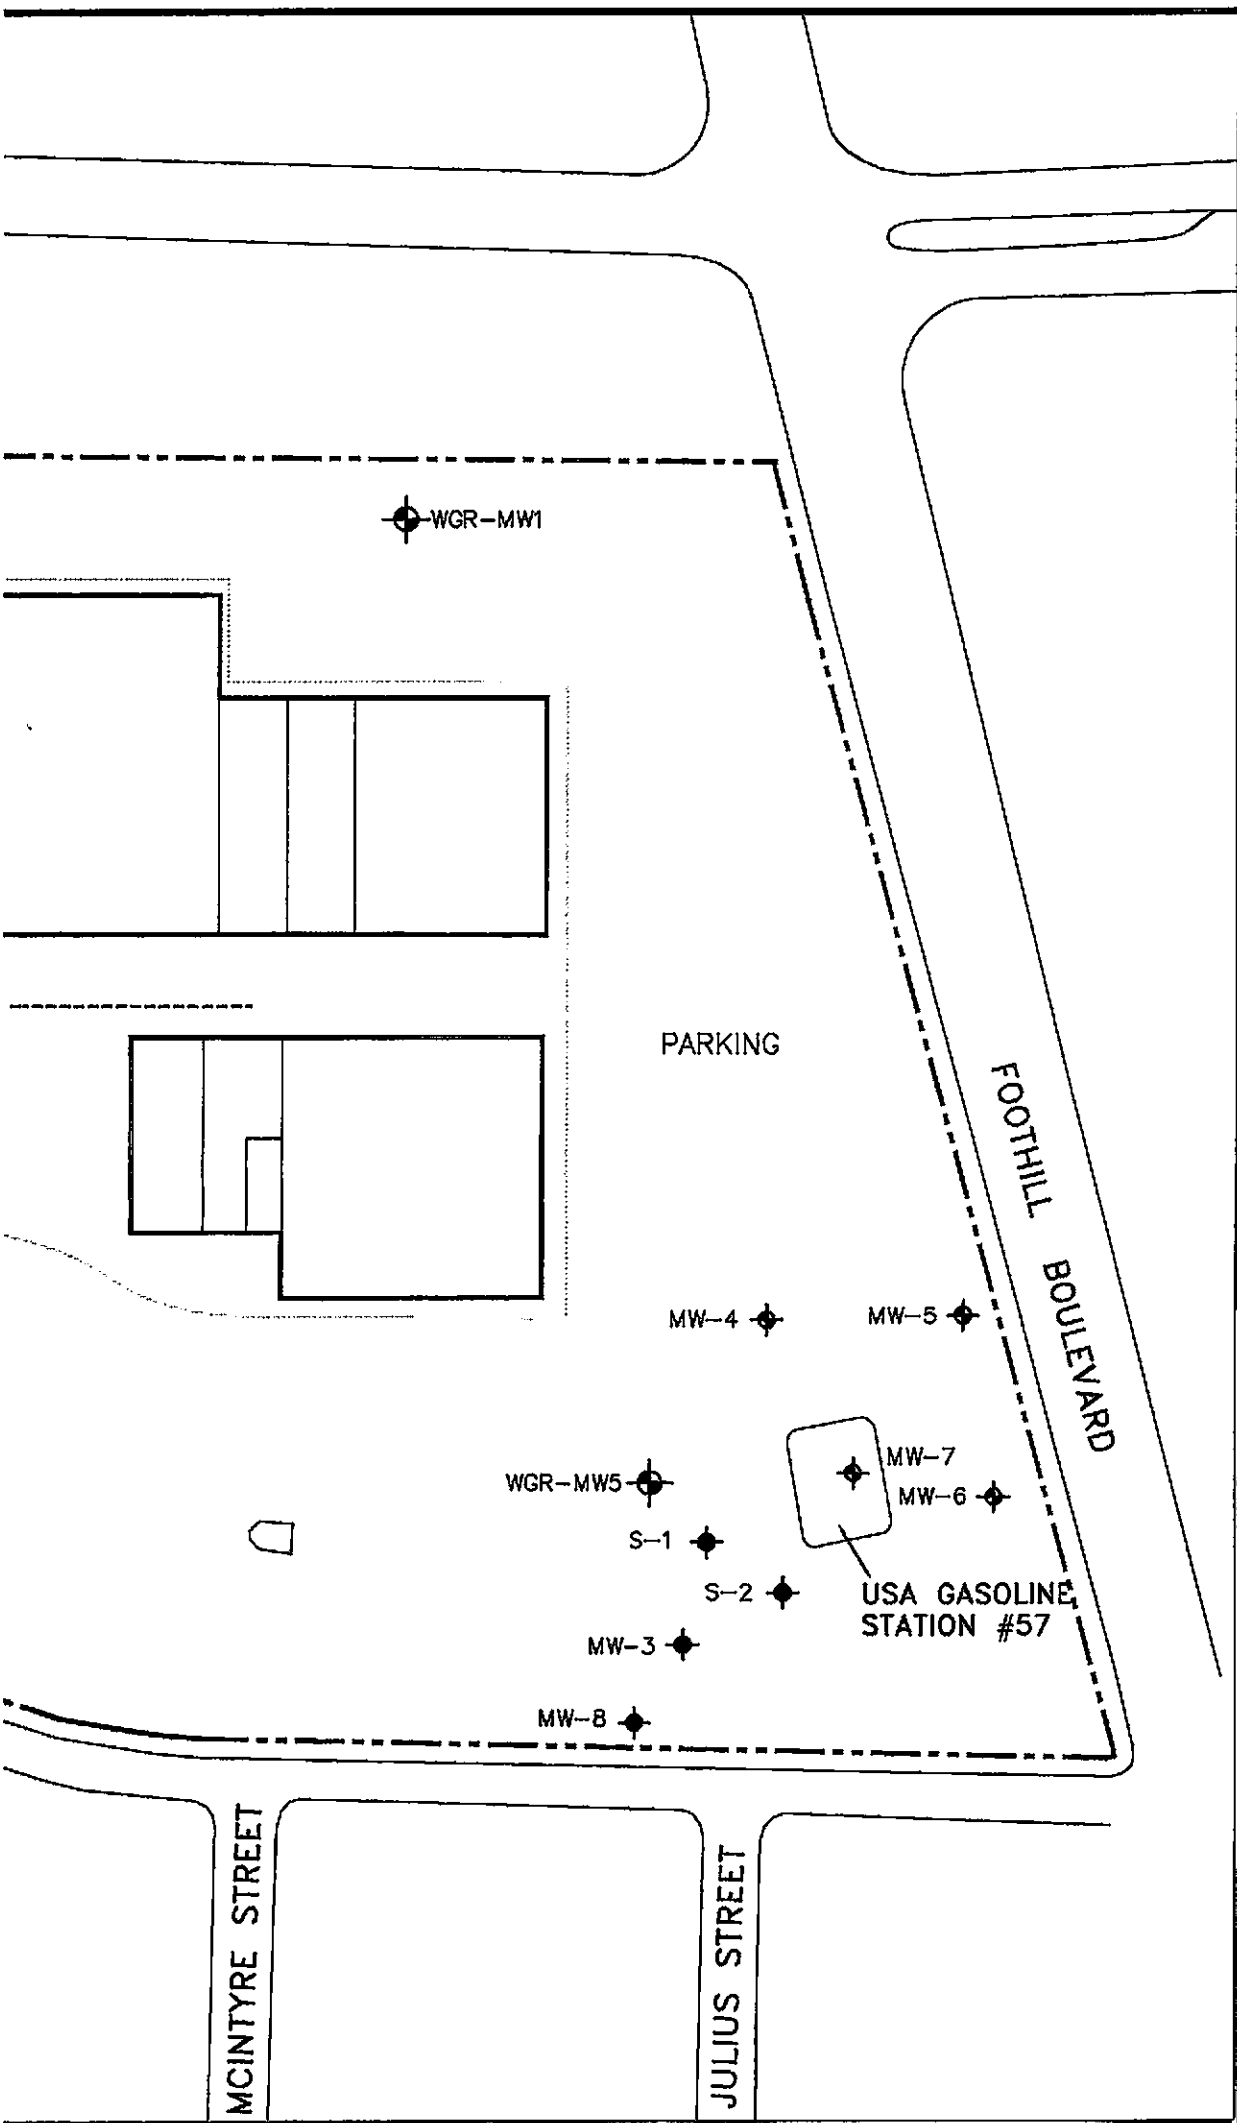 WGR-MW1
PARKING
FOOTHILL BOULEVARD
MW-4
MW-5
MW-7
WGR-MW5
MW-6
S-1
S-2
USA GASOLINE
STATION #57
MW-3
MW-8
MCINTYRE STREET
JULIUS STREET